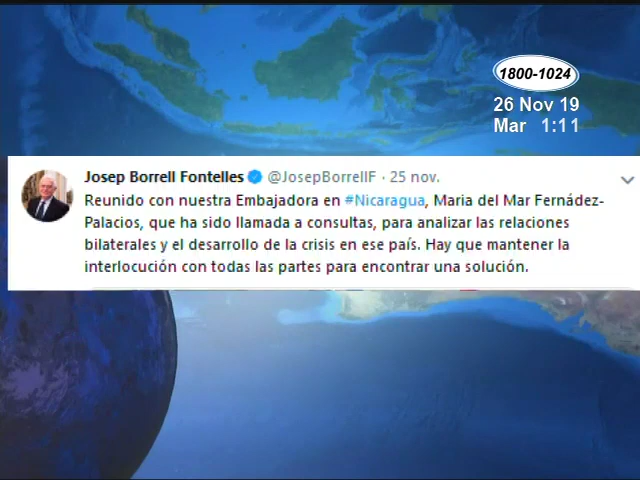 1800-1024
26 Nov 19
Mar 1:11
Josep Borrell Fontelles @JosepBorrellF · 25 nov.
Reunido con nuestra Embajadora en #Nicaragua, Maria del Mar Fernádez-
Palacios, que ha sido llamada a consultas, para analizar las relaciones
bilaterales y el desarrollo de la crisis en ese país. Hay que mantener la
interlocución con todas las partes para encontrar una solución.